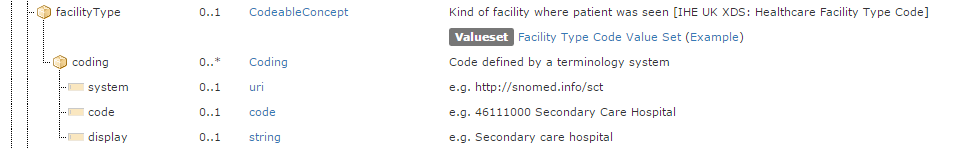 facilityType 0..1 CodeableConcept Kind of facility where patient was seen [IHE UK XDS: Healthcare Facility Type Code]
Valueset Facility Type Code Value Set (Example)
coding 0..* Coding Code defined by a terminology system
system 0..1 uri e.g. http://snomed.info/sct
code 0..1 code e.g. 46111000 Secondary Care Hospital
display 0..1 string e.g. Secondary care hospital